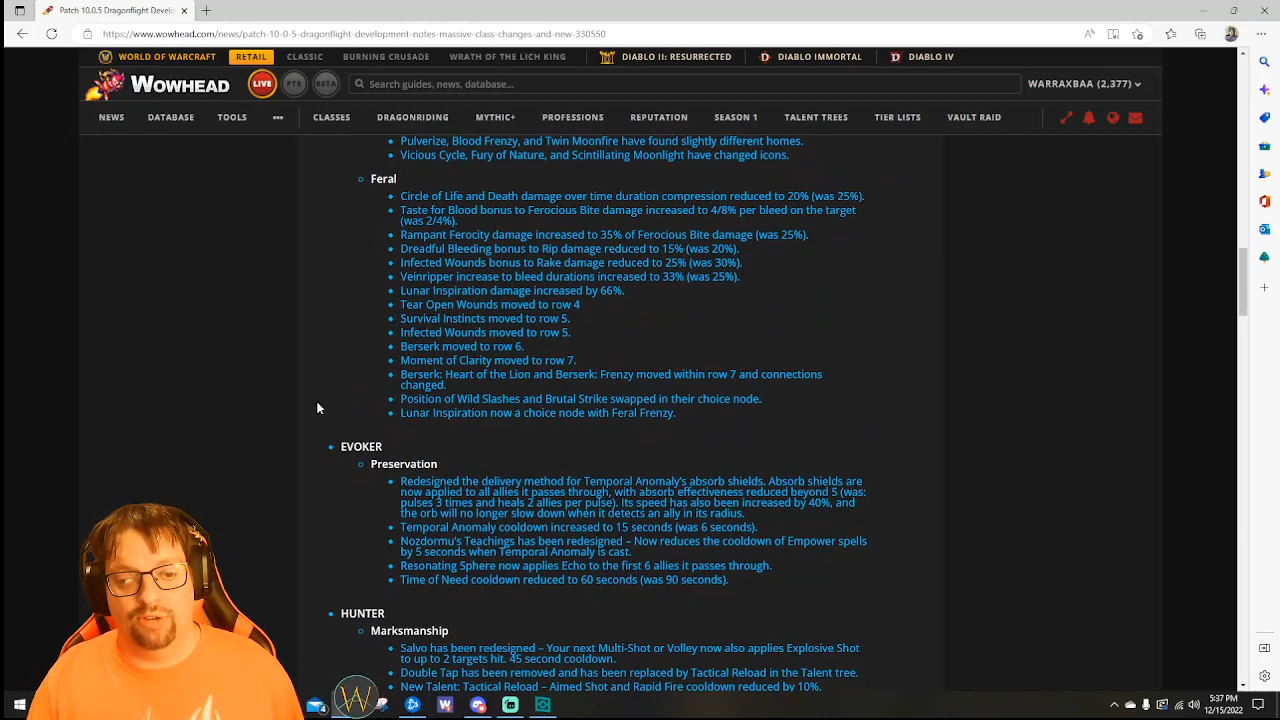 Patch 10.0.5 Dragonflight Develo
https://www.wowhead.com/news/patch-10-0-5-dragonflight-development-notes-massive-class-changes-and-new-330550
WORLD OF WARCRAFT RETAIL CLASSIC BURNING CRUSADE WRATH OF THE LICH KING DIABLO II: RESURRECTED DIABLO IMMORTAL DIABLO IV
WOWHEAD LIVE PTR BETA Search guides, news, database... WARRAXBAA (2,377)
NEWS DATABASE TOOLS ••• CLASSES DRAGONRIDING MYTHIC+ PROFESSIONS REPUTATION SEASON 1 TALENT TREES TIER LISTS VAULT RAID
Pulverize, Blood Frenzy, and Twin Moonfire have found slightly different homes.
Vicious Cycle, Fury of Nature, and Scintillating Moonlight have changed icons.
Feral
Circle of Life and Death damage over time duration compression reduced to 20% (was 25%).
Taste for Blood bonus to Ferocious Bite damage increased to 4/8% per bleed on the target
(was 2/4%).
Rampant Ferocity damage increased to 35% of Ferocious Bite damage (was 25%).
Dreadful Bleeding bonus to Rip damage reduced to 15% (was 20%).
Infected Wounds bonus to Rake damage reduced to 25% (was 30%).
Veinripper increase to bleed durations increased to 33% (was 25%).
Lunar Inspiration damage increased by 66%.
Tear Open Wounds moved to row 4
Survival Instincts moved to row 5.
Infected Wounds moved to row 5.
Berserk moved to row 6.
Moment of Clarity moved to row 7.
Berserk: Heart of the Lion and Berserk: Frenzy moved within row 7 and connections
changed.
Position of Wild Slashes and Brutal Strike swapped in their choice node.
Lunar Inspiration now a choice node with Feral Frenzy.
EVOKER
Preservation
Redesigned the delivery method for Temporal Anomaly's absorb shields. Absorb shields are
now applied to all allies it passes through, with absorb effectiveness reduced beyond 5 (was:
pulses 3 times and heals 2 allies per pulse). Its speed has also been increased by 40%, and
the orb will no longer slow down when it detects an ally in its radius.
Temporal Anomaly cooldown increased to 15 seconds (was 6 seconds).
Nozdormu's Teachings has been redesigned – Now reduces the cooldown of Empower spells
by 5 seconds when Temporal Anomaly is cast.
Resonating Sphere now applies Echo to the first 6 allies it passes through.
Time of Need cooldown reduced to 60 seconds (was 90 seconds).
HUNTER
Marksmanship
Salvo has been redesigned – Your next Multi-Shot or Volley now also applies Explosive Shot
to up to 2 targets hit. 45 second cooldown.
Double Tap has been removed and has been replaced by Tactical Reload in the Talent tree.
New Talent: Tactical Reload – Aimed Shot and Rapid Fire cooldown reduced by 10%.
5:37 PM
12/15/2022